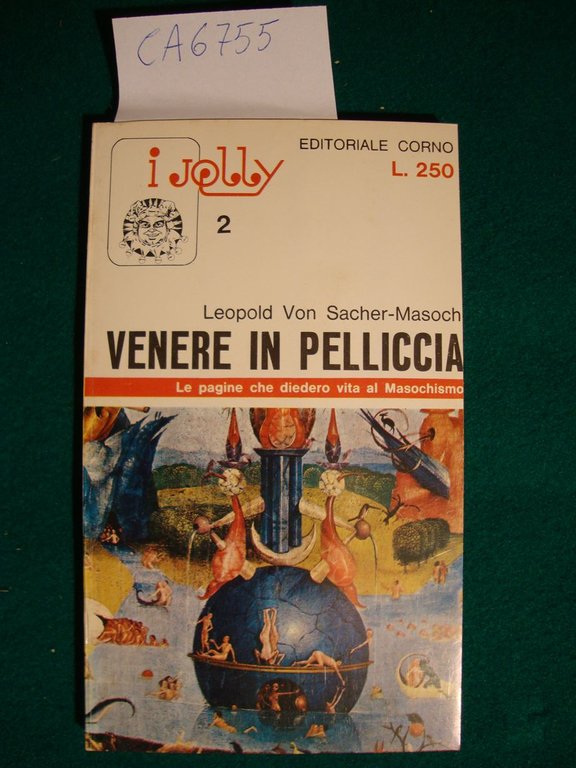 CA6755
EDITORIALE CORNO
i Jolly
L. 250
2
Leopold Von Sacher-Masoch
VENERE IN PELLICCIA
Le pagine che diedero vita al Masochismo